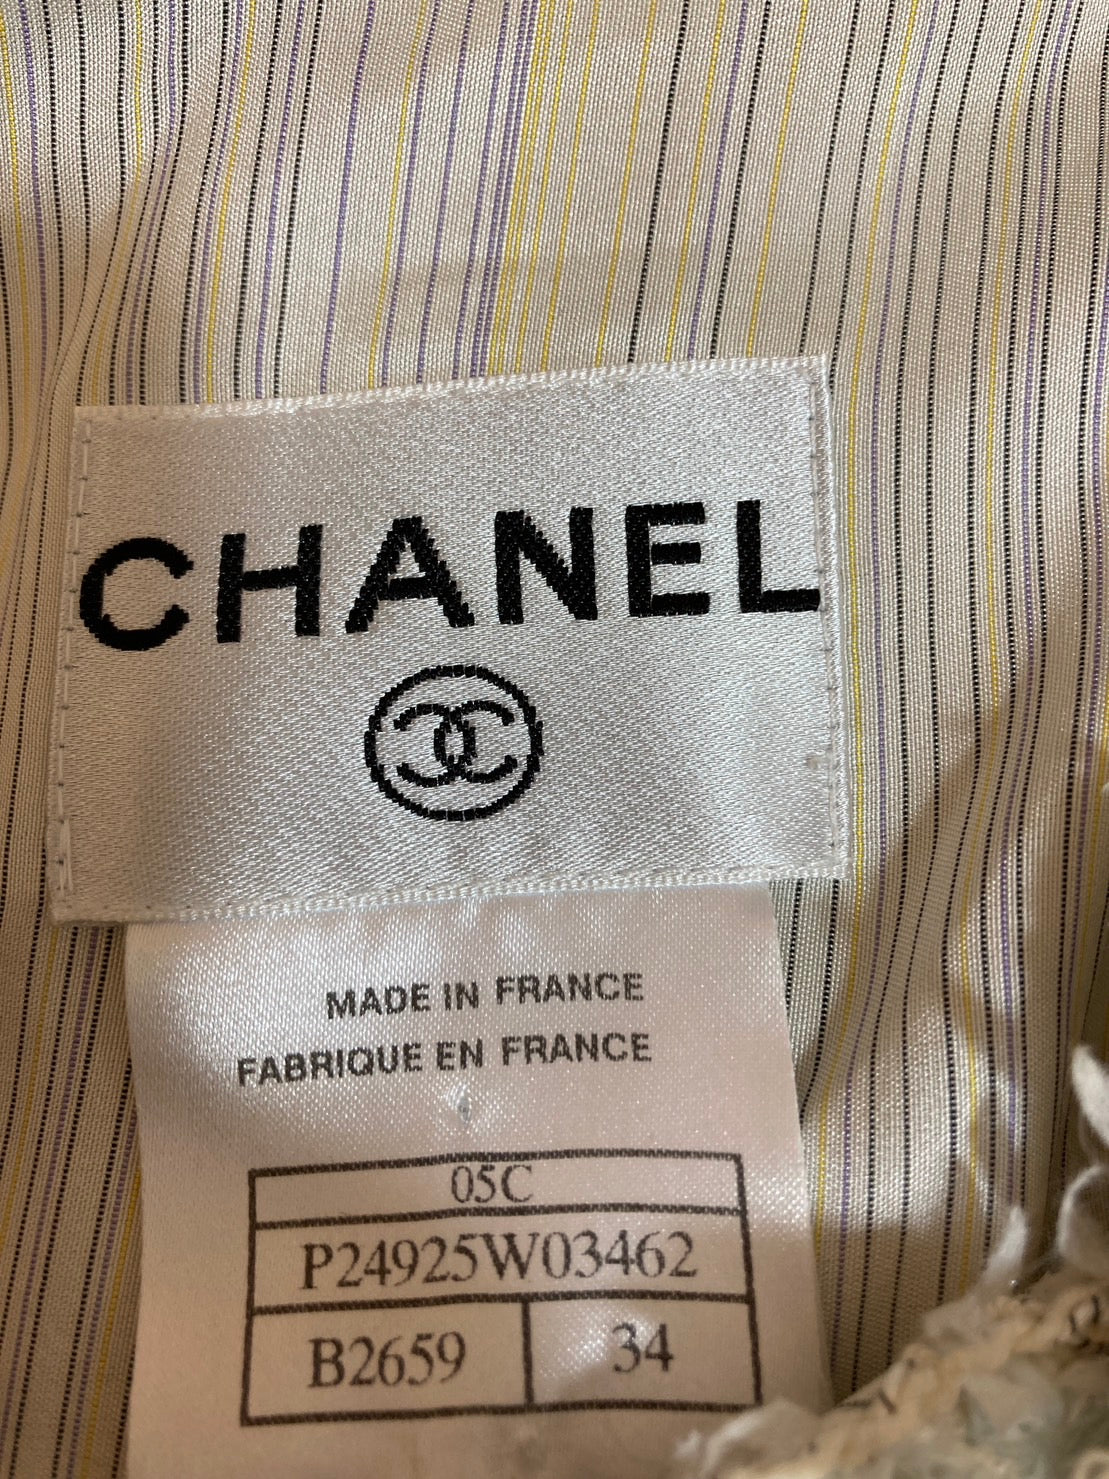 CHANEL
MADE IN FRANCE
FABRIQUE EN FRANCE
05C
P24925W03462
B2659 34